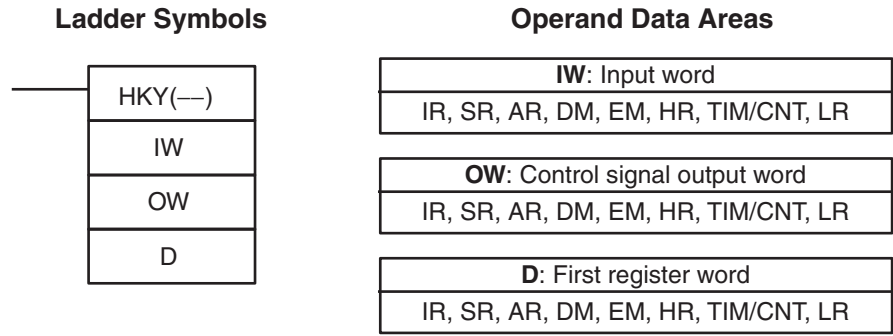 Ladder Symbols
HKY(−−)
IW
OW
D
Operand Data Areas
IW: Input word
IR, SR, AR, DM, EM, HR, TIM/CNT, LR
OW: Control signal output word
IR, SR, AR, DM, EM, HR, TIM/CNT, LR
D: First register word
IR, SR, AR, DM, EM, HR, TIM/CNT, LR